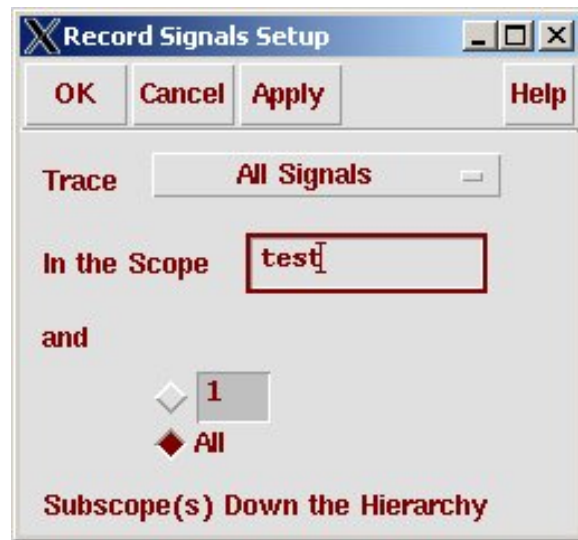 Record Signals Setup
OK Cancel Apply Help
Trace All Signals
In the Scope test
and
1
All
Subscope(s) Down the Hierarchy